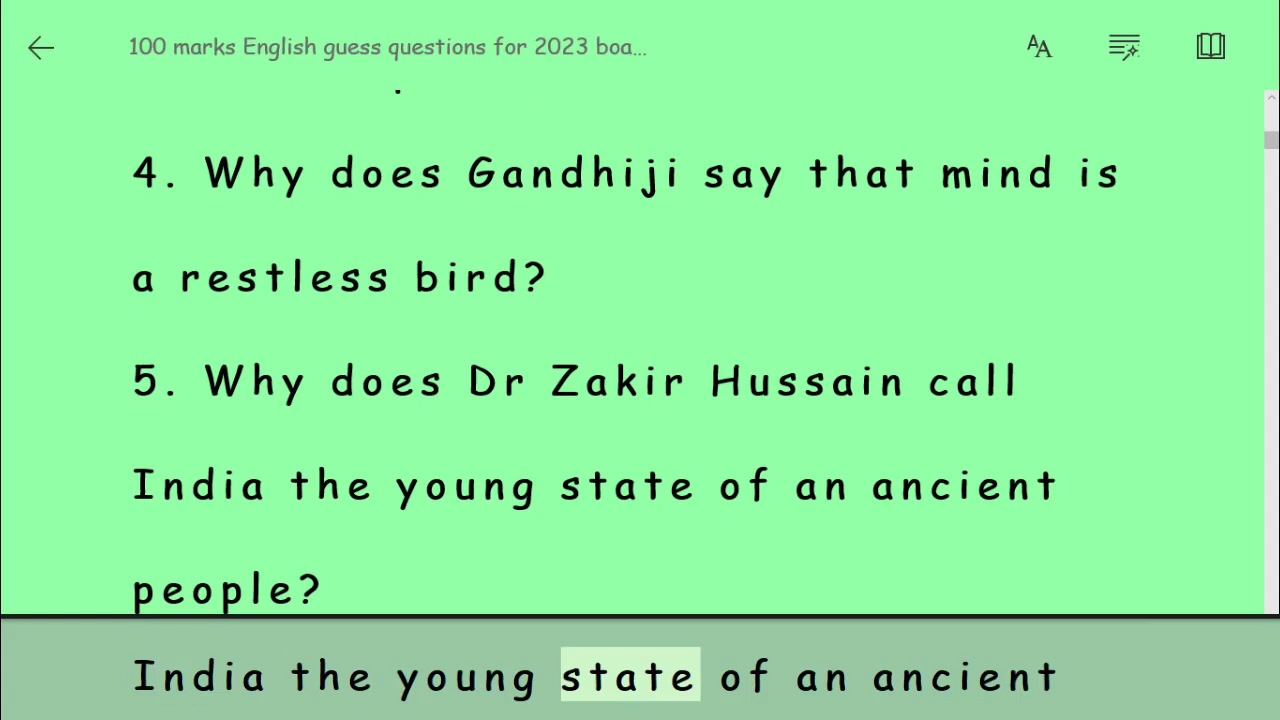 100 marks English guess questions for 2023 boa...
4. Why does Gandhiji say that mind is
a restless bird?
5. Why does Dr Zakir Hussain call
India the young state of an ancient
people?
India the young state of an ancient